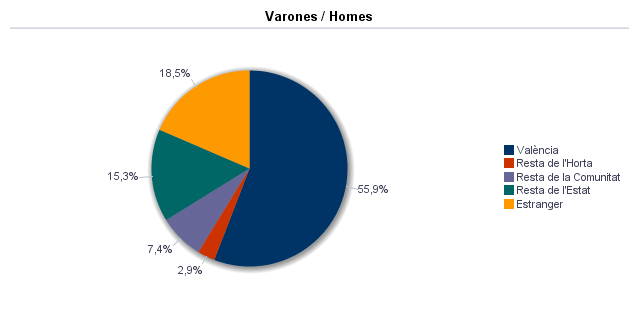 Varones / Homes
18,5%
15,3%
55,9%
7,4%
2,9%
València
Resta de l'Horta
Resta de la Comunitat
Resta de l'Estat
Estranger